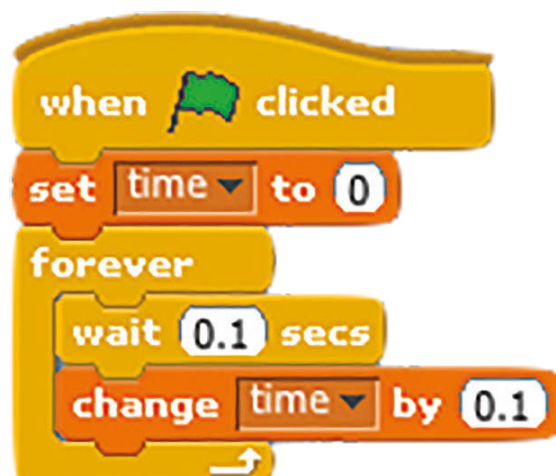 when clicked
set time to 0
forever
wait 0.1 secs
change time by 0.1